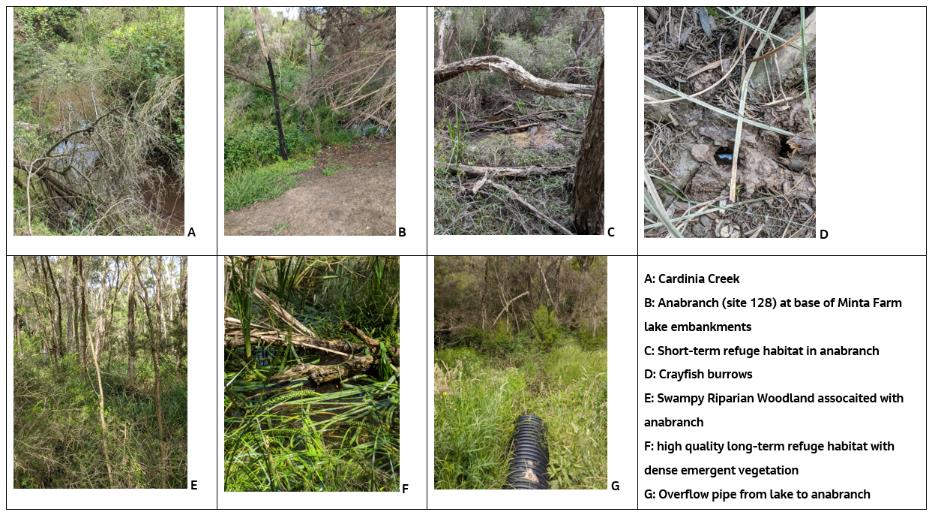 A
B
C
D
E
F
G
A: Cardinia Creek
B: Anabranch (site 128) at base of Minta Farm
lake embankments
C: Short-term refuge habitat in anabranch
D: Crayfish burrows
E: Swampy Riparian Woodland assocaited with
anabranch
F: high quality long-term refuge habitat with
dense emergent vegetation
G: Overflow pipe from lake to anabranch